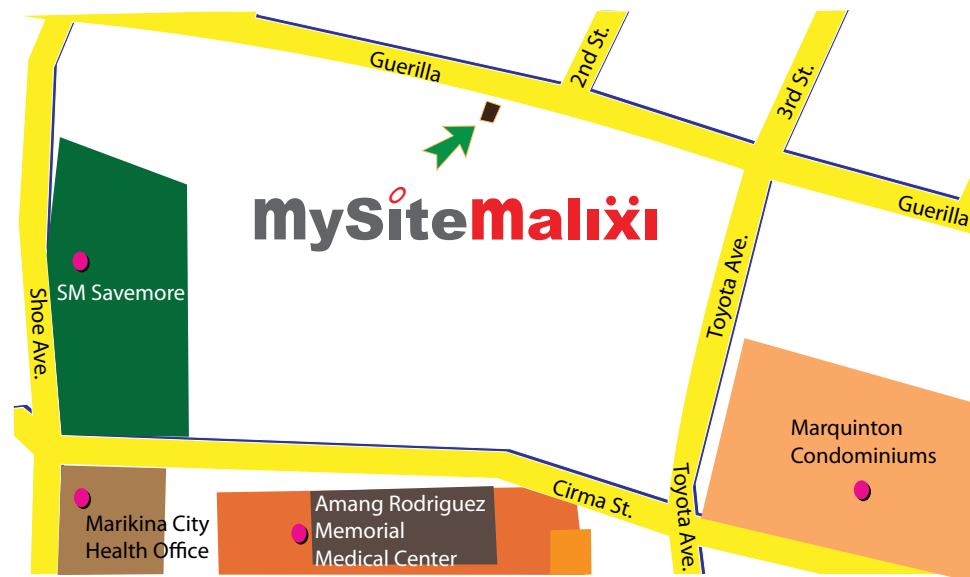 Guerilla
2nd St.
3rd St.
mySiteMalixi
Guerilla
SM Savemore
Shoe Ave.
Toyota Ave.
Marquinton
Condominiums
Cirma St.
Toyota Ave.
Amang Rodriguez
Memorial
Medical Center
Marikina City
Health Office